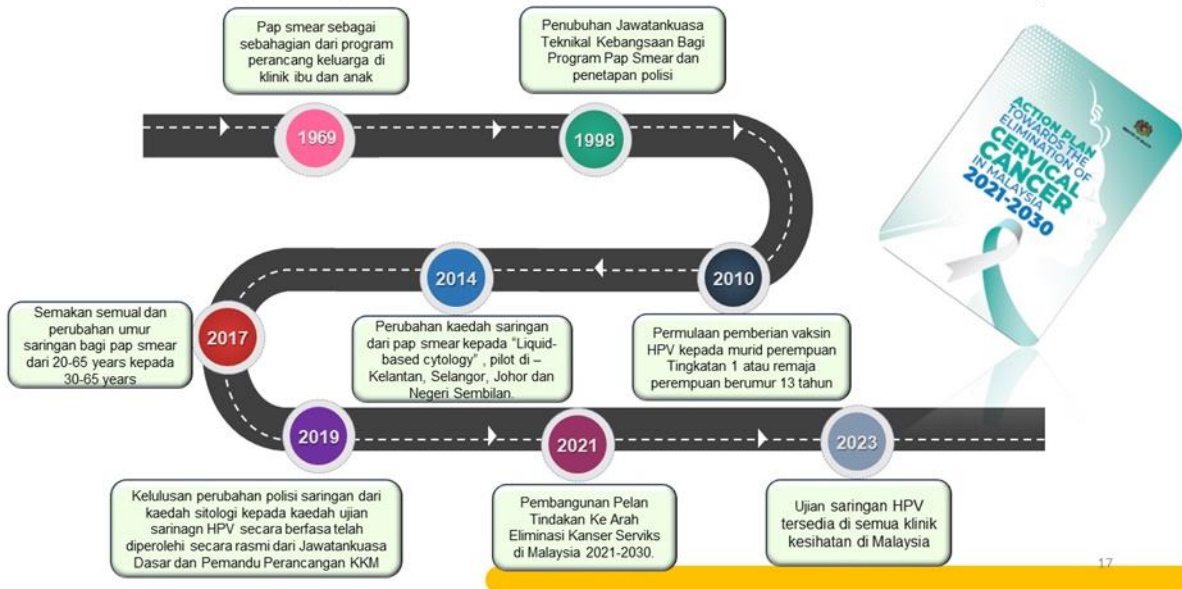 Pap smear sebagai
sebahagian dari program
perancang keluarga di
klinik ibu dan anak
Penubuhan Jawatankuasa
Teknikal Kebangsaan Bagi
Program Pap Smear dan
penetapan polisi
1969
1998
ACTION PLAN
TOWARDS THE
ELIMINATION OF
CERVICAL
CANCER
IN MALAYSIA
2021-2030
2010
Permulaan pemberian vaksin
HPV kepada murid perempuan
Tingkatan 1 atau remaja
perempuan berumur 13 tahun
2014
Perubahan kaedah saringan
dari pap smear kepada "Liquid-
based cytology" , pilot di –
Kelantan, Selangor, Johor dan
Negeri Sembilan.
2017
Semakan semual dan
perubahan umur
saringan bagi pap smear
dari 20-65 years kepada
30-65 years
2019
Kelulusan perubahan polisi saringan dari
kaedah sitologi kepada kaedah ujian
sarinagn HPV secara berfasa telah
diperolehi secara rasmi dari Jawatankuasa
Dasar dan Pemandu Perancangan KKM
2021
Pembangunan Pelan
Tindakan Ke Arah
Eliminasi Kanser Serviks
di Malaysia 2021-2030.
2023
Ujian saringan HPV
tersedia di semua klinik
kesihatan di Malaysia
17